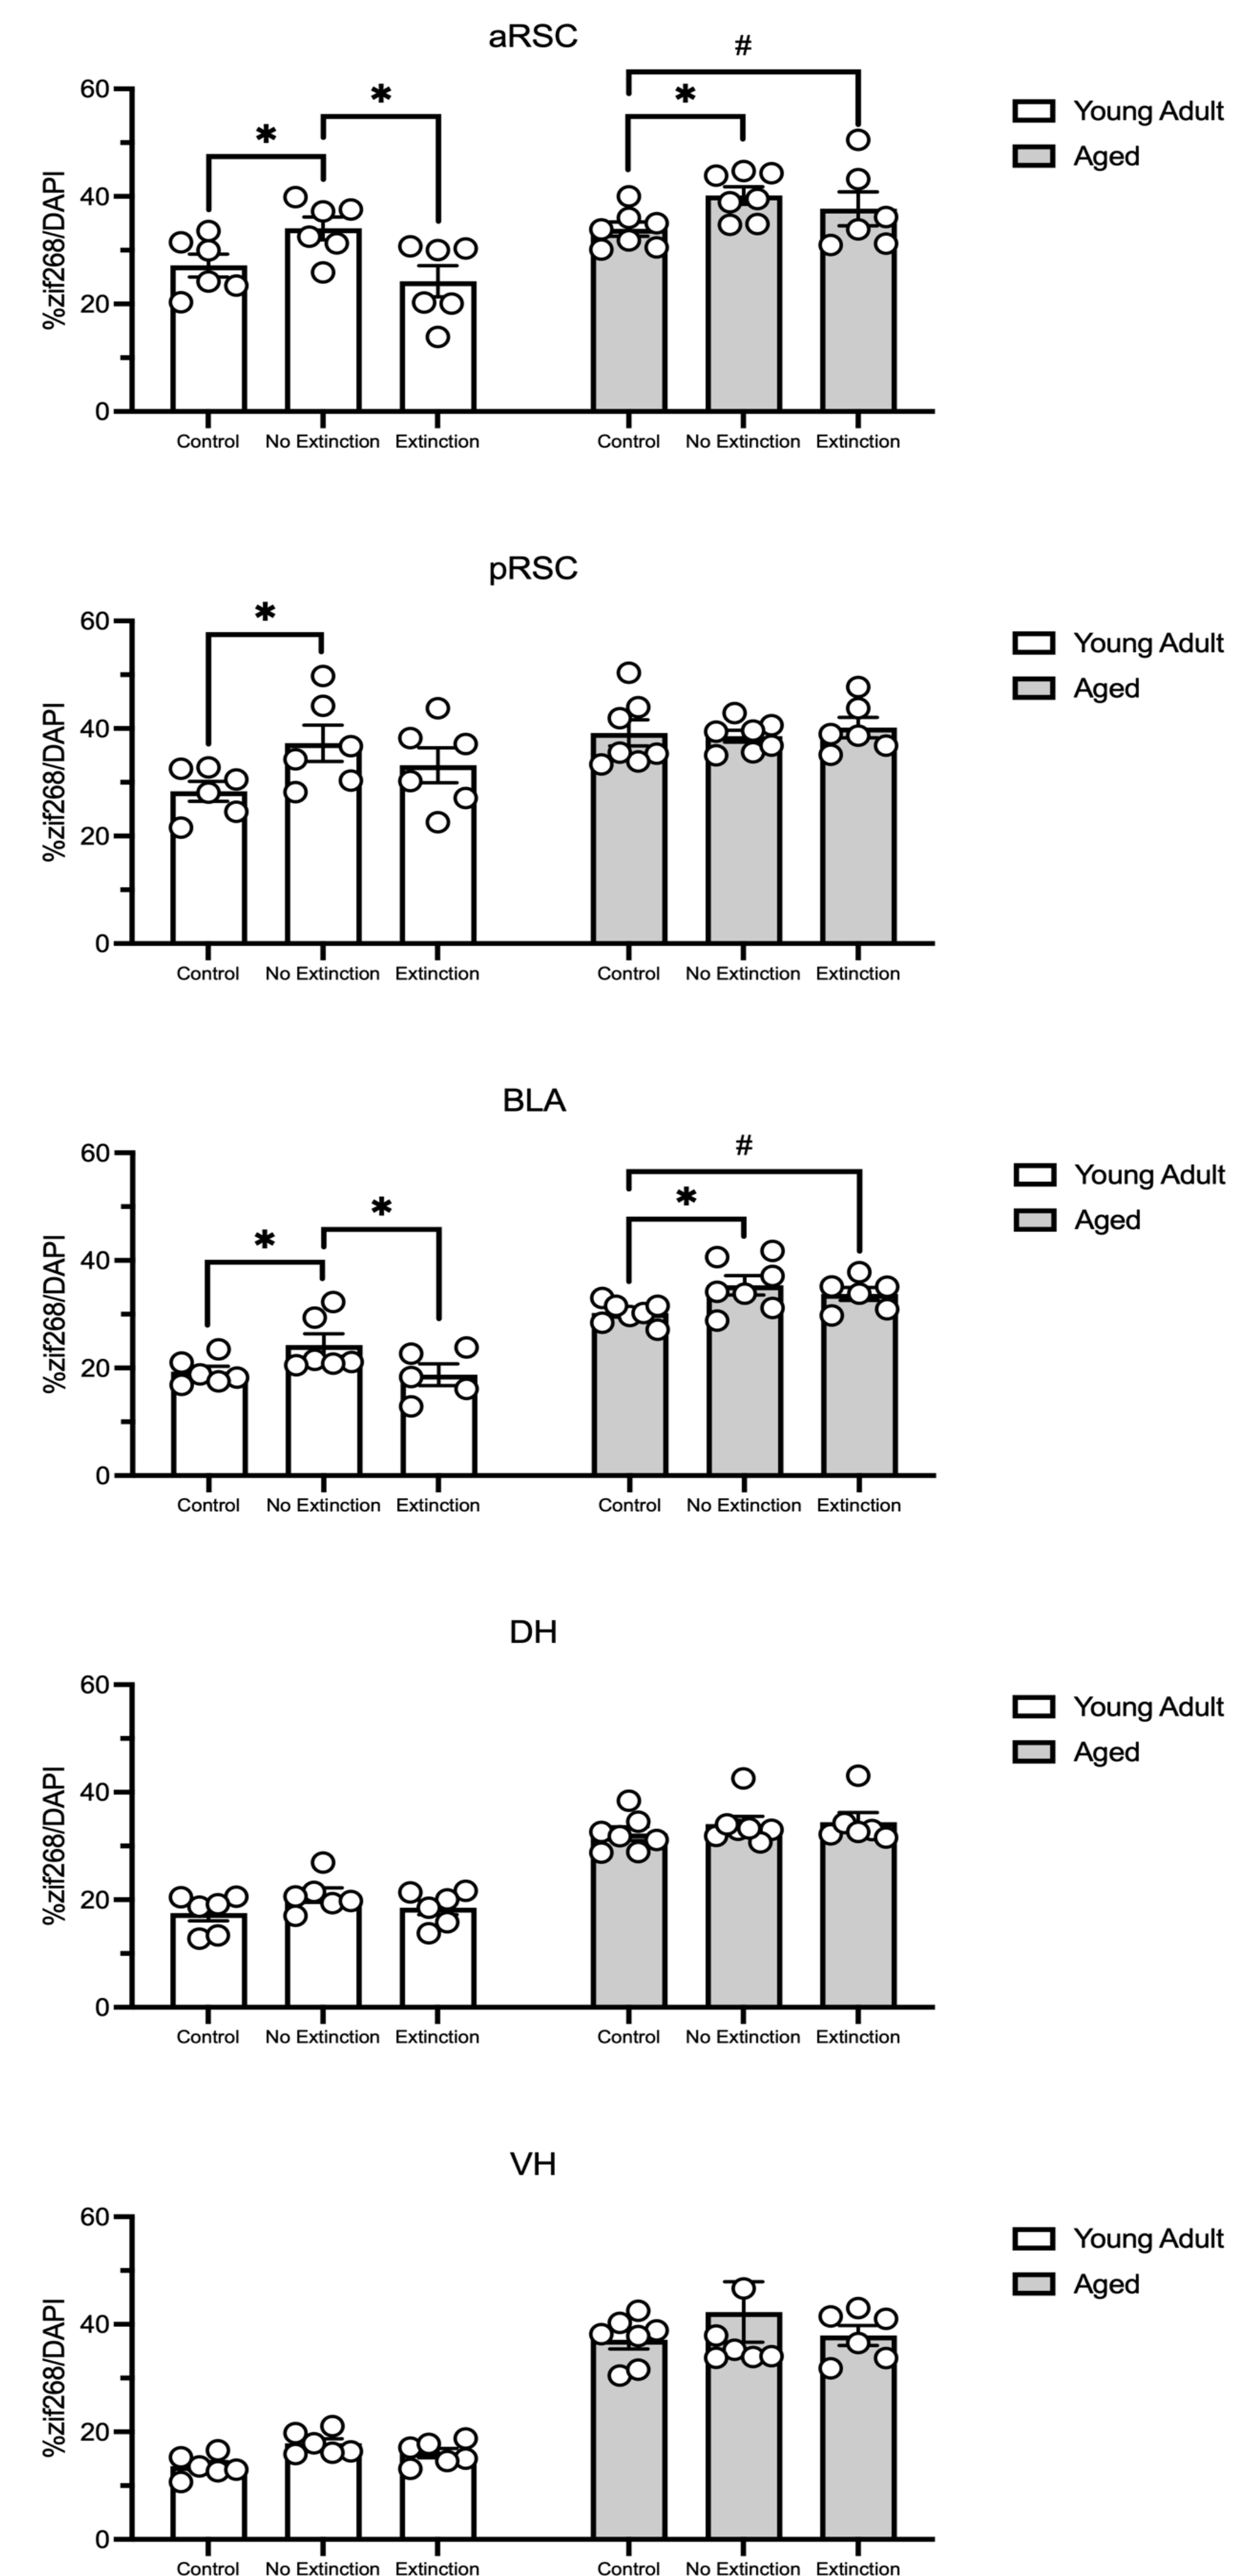 aRSC
#
* *
*
60
40
20
0
%zif268/DAPI
Control No Extinction Extinction Control No Extinction Extinction
Young Adult
Aged
pRSC
*
60
40
20
0
%zif268/DAPI
Control No Extinction Extinction Control No Extinction Extinction
Young Adult
Aged
BLA
#
* *
*
60
40
20
0
%zif268/DAPI
Control No Extinction Extinction Control No Extinction Extinction
Young Adult
Aged
DH
60
40
20
0
%zif268/DAPI
Control No Extinction Extinction Control No Extinction Extinction
Young Adult
Aged
VH
60
40
20
0
%zif268/DAPI
Control No Extinction Extinction Control No Extinction Extinction
Young Adult
Aged